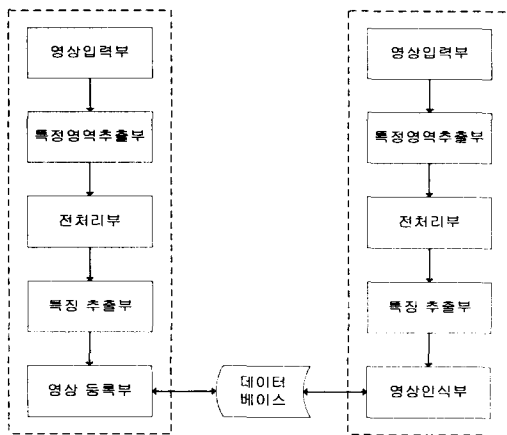 영상입력부
특정영역추출부
전처리부
특징 추출부
영상 등록부
데이터
베이스
영상입력부
특정영역추출부
전처리부
특징 추출부
영상인식부